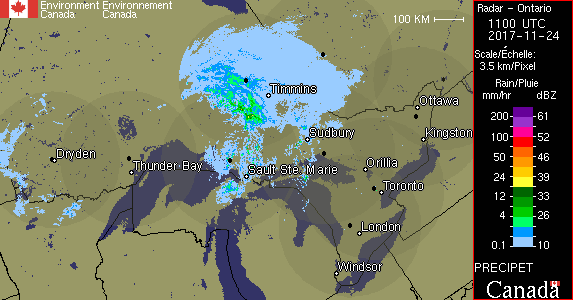 Environment Environnement
Canada Canada
100 KM
Timmins
Ottawa
Sudbury
Kingston
Dryden
Thunder Bay
Sault Ste. Marie
Orillia
Toronto
London
Windsor
Radar - Ontario
1100 UTC
2017-11-24
Scale/Échelle:
3.5 km/Pixel
Rain/Pluie
mm/hr dBZ
200 61
100 56
100 52
50 46
24 39
12 33
4 26
0.1 10
PRECIPET
Canada